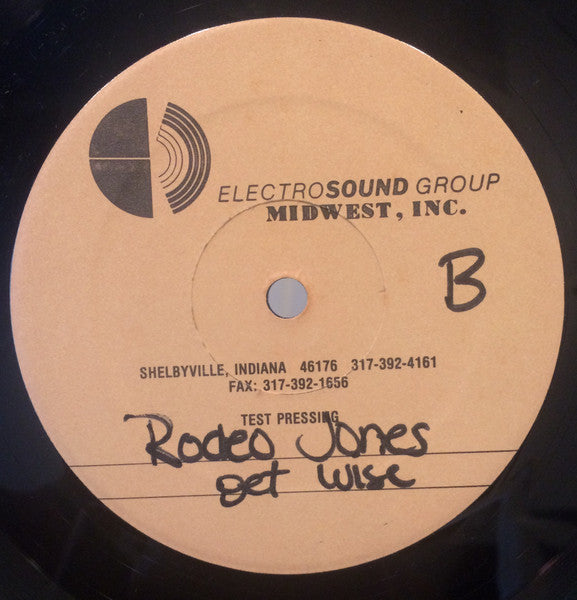 ELECTROSOUND GROUP
MIDWEST, INC.
B
SHELBYVILLE, INDIANA 46176 317-392-4161
FAX: 317-392-1656
TEST PRESSING
Rodeo Jones
get wise